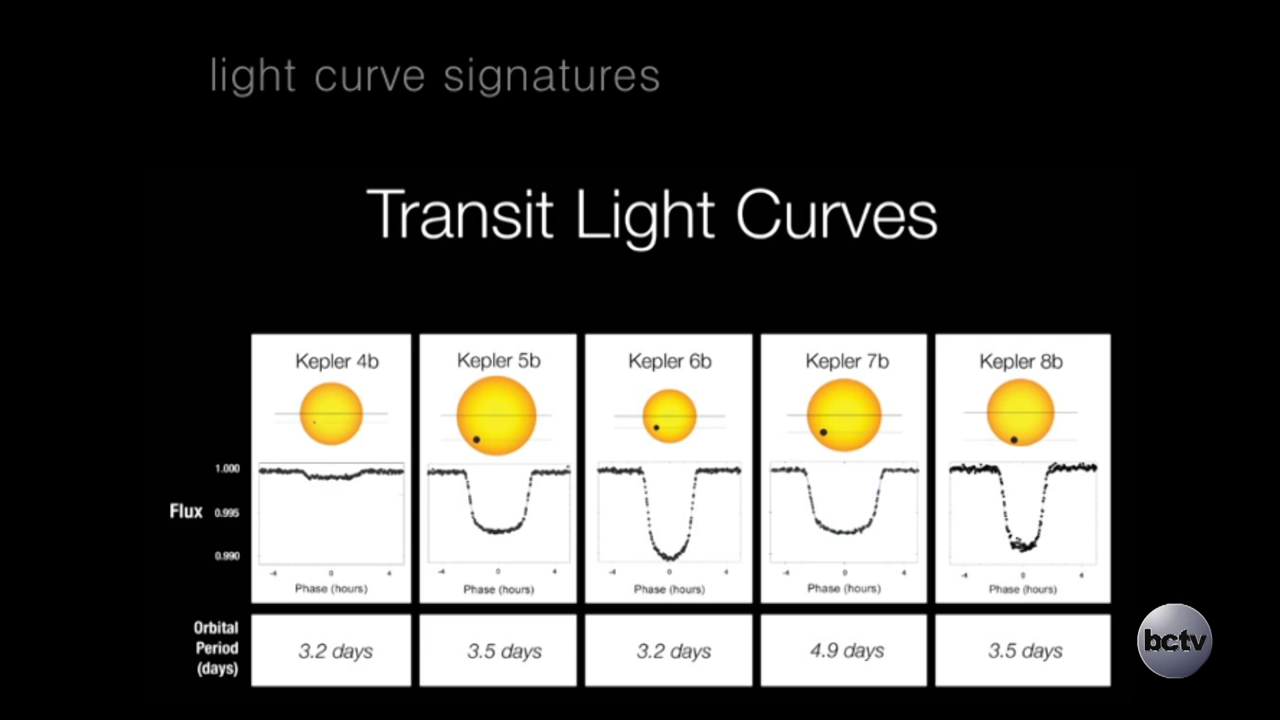 light curve signatures
Transit Light Curves
Kepler 4b
Kepler 5b
Kepler 6b
Kepler 7b
Kepler 8b
Flux
1.000
0.995
0.990
-4 0 4
-4 0 4
-4 0 4
-4 0 4
-4 0 4
Phase (hours)
Phase (hours)
Phase (hours)
Phase (hours)
Phase (hours)
Orbital
Period
(days)
3.2 days
3.5 days
3.2 days
4.9 days
3.5 days
bctv